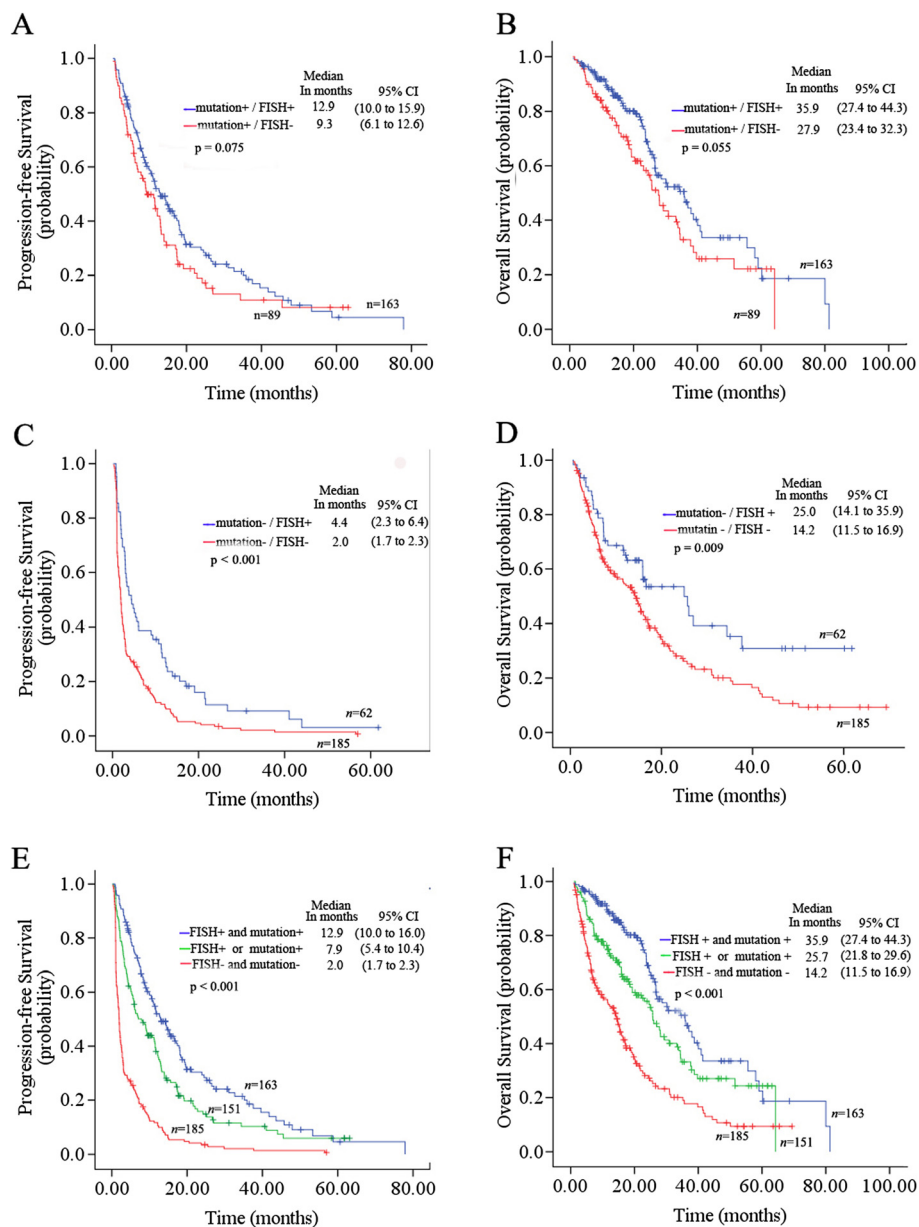 A
Progression-free Survival
(probability)
1.0
0.8
0.6
0.4
0.2
0.0
Median
In months 95% CI
mutation+ / FISH+ 12.9 (10.0 to 15.9)
mutation+ / FISH- 9.3 (6.1 to 12.6)
p = 0.075
n=89
n=163
0.00 20.00 40.00 60.00 80.00
Time (months)
B
Overall Survival (probability)
1.0
0.8
0.6
0.4
0.2
0.0
Median
In months 95% CI
mutation+ / FISH+ 35.9 (27.4 to 44.3)
mutation+ / FISH- 27.9 (23.4 to 32.3)
p = 0.055
n=163
n=89
0.00 20.00 40.00 60.00 80.00 100.00
Time (months)
C
Progression-free Survival
(probability)
1.0
0.8
0.6
0.4
0.2
0.0
Median
In months 95% CI
mutation- / FISH+ 4.4 (2.3 to 6.4)
mutation- / FISH- 2.0 (1.7 to 2.3)
p < 0.001
n=62
n=185
0.00 20.00 40.00 60.00
Time (months)
D
Overall Survival (probability)
1.0
0.8
0.6
0.4
0.2
0.0
Median
In months 95% CI
mutation- / FISH + 25.0 (14.1 to 35.9)
mutatin - / FISH - 14.2 (11.5 to 16.9)
p = 0.009
n=62
n=185
0.0 20.00 40.00 60.00
Time (months)
E
Progression-free Survival
(probability)
1.0
0.8
0.6
0.4
0.2
0.0
Median
In months 95% CI
FISH+ and mutation+ 12.9 (10.0 to 16.0)
FISH+ or mutation+ 7.9 (5.4 to 10.4)
FISH- and mutation- 2.0 (1.7 to 2.3)
p < 0.001
n=163
n=151
n=185
0.00 20.00 40.00 60.00 80.00
Time (months)
F
Overall Survival (probability)
1.0
0.8
0.6
0.4
0.2
0.0
Median
In months 95% CI
FISH + and mutation + 35.9 (27.4 to 44.3)
FISH + or mutation + 25.7 (21.8 to 29.6)
FISH - and mutation - 14.2 (11.5 to 16.9)
p < 0.001
n=163
n=185
n=151
0.00 20.00 40.00 60.00 80.00 100.00
Time (months)